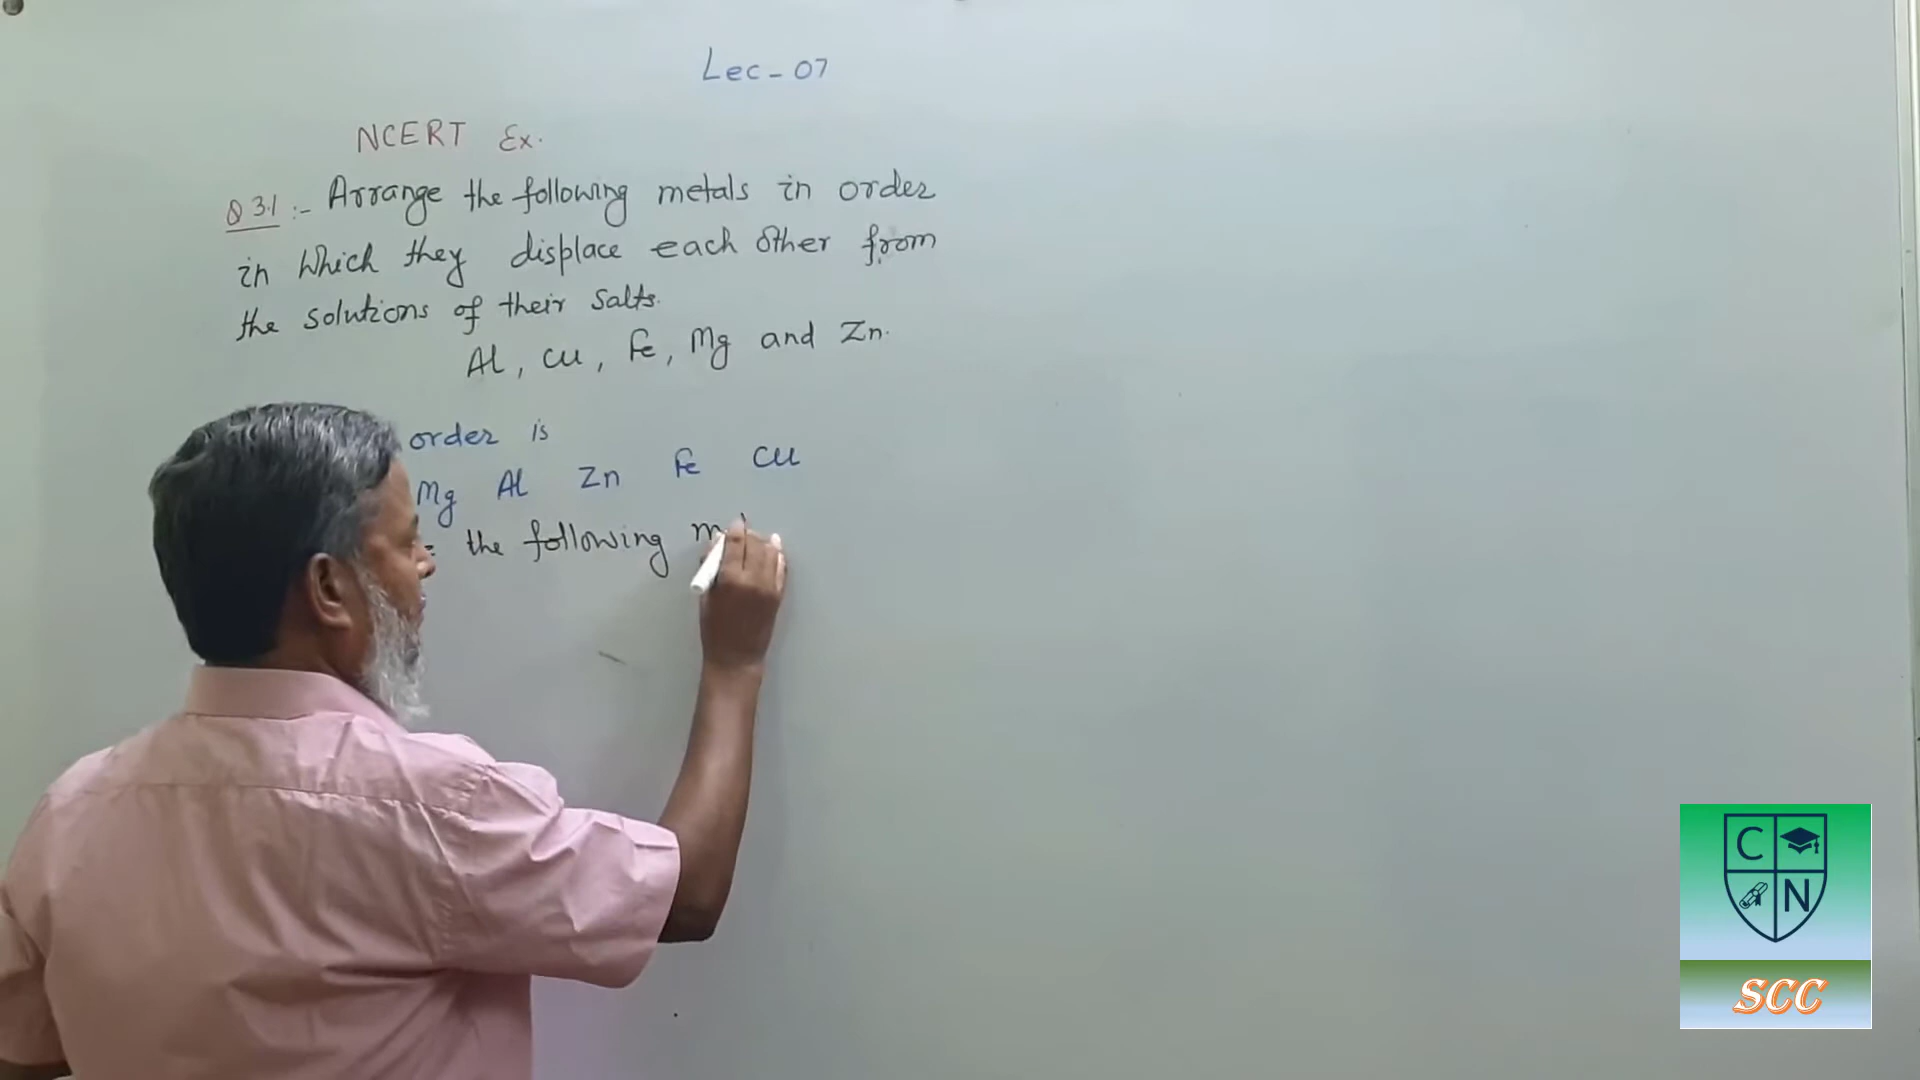 Lec - 07
NCERT Ex.
Q 3.1 :- Arrange the following metals in order
in which they displace each other from
the solutions of their salts.
Al, Cu, Fe, Mg and Zn.
order is
Mg Al Zn Fe Cu
the following
C
N
SCC